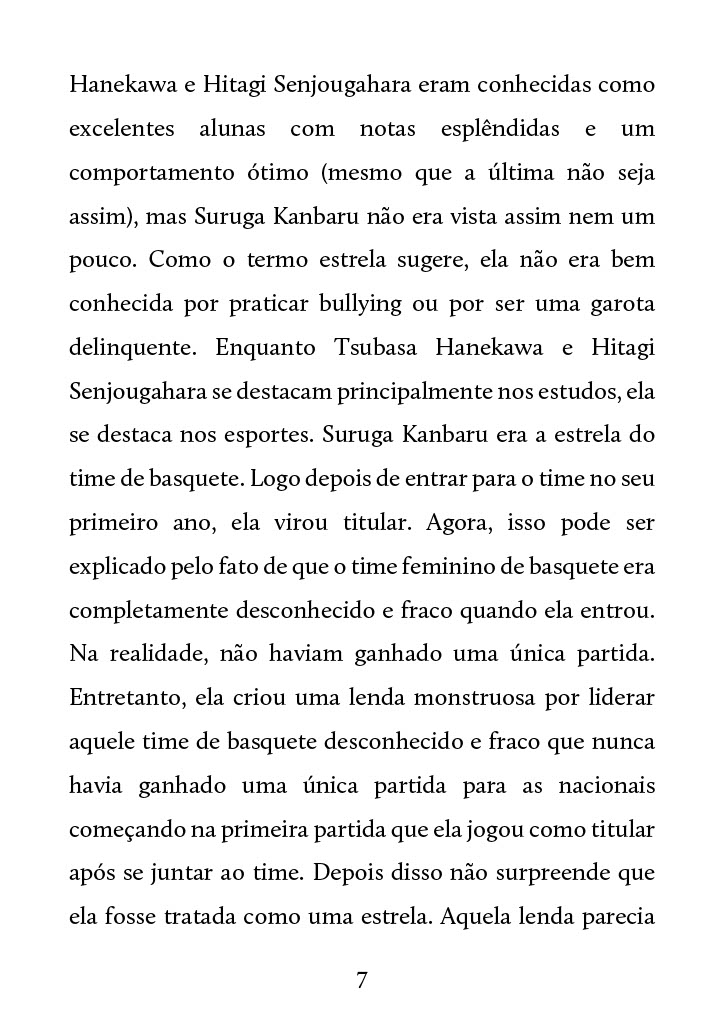 Hanekawa e Hitagi Senjougahara eram conhecidas como
excelentes alunas com notas esplêndidas e um
comportamento ótimo (mesmo que a última não seja
assim), mas Suruga Kanbaru não era vista assim nem um
pouco. Como o termo estrela sugere, ela não era bem
conhecida por praticar bullying ou por ser uma garota
delinquente. Enquanto Tsubasa Hanekawa e Hitagi
Senjougahara se destacam principalmente nos estudos, ela
se destaca nos esportes. Suruga Kanbaru era a estrela do
time de basquete. Logo depois de entrar para o time no seu
primeiro ano, ela virou titular. Agora, isso pode ser
explicado pelo fato de que o time feminino de basquete era
completamente desconhecido e fraco quando ela entrou.
Na realidade, não haviam ganhado uma única partida.
Entretanto, ela criou uma lenda monstruosa por liderar
aquele time de basquete desconhecido e fraco que nunca
havia ganhado uma única partida para as nacionais
começando na primeira partida que ela jogou como titular
após se juntar ao time. Depois disso não surpreende que
ela fosse tratada como uma estrela. Aquela lenda parecia
7